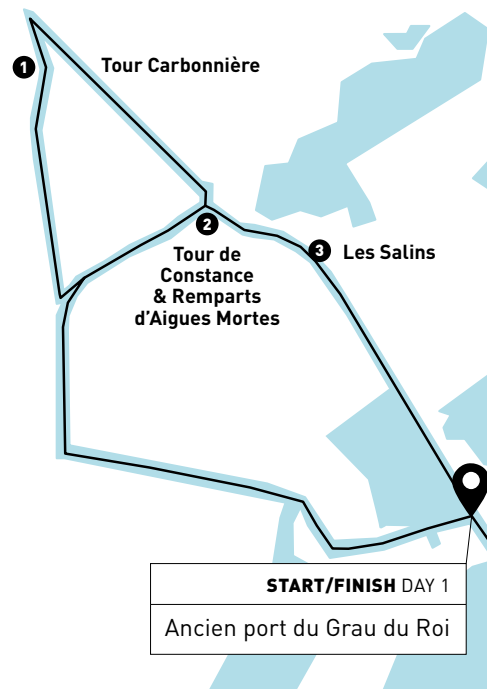 1
Tour Carbonnière
2
Tour de
Constance
& Remparts
d'Aigues Mortes
3
Les Salins
START/FINISH DAY 1
Ancien port du Grau du Roi